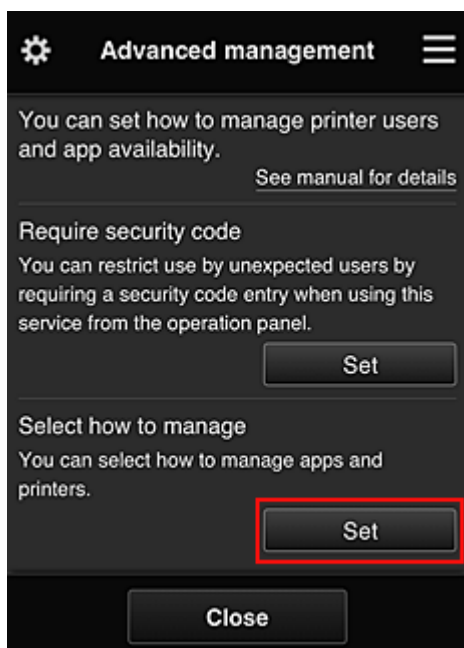 Advanced management
You can set how to manage printer users
and app availability.
See manual for details
Require security code
You can restrict use by unexpected users by
requiring a security code entry when using this
service from the operation panel.
Set
Select how to manage
You can select how to manage apps and
printers.
Set
Close